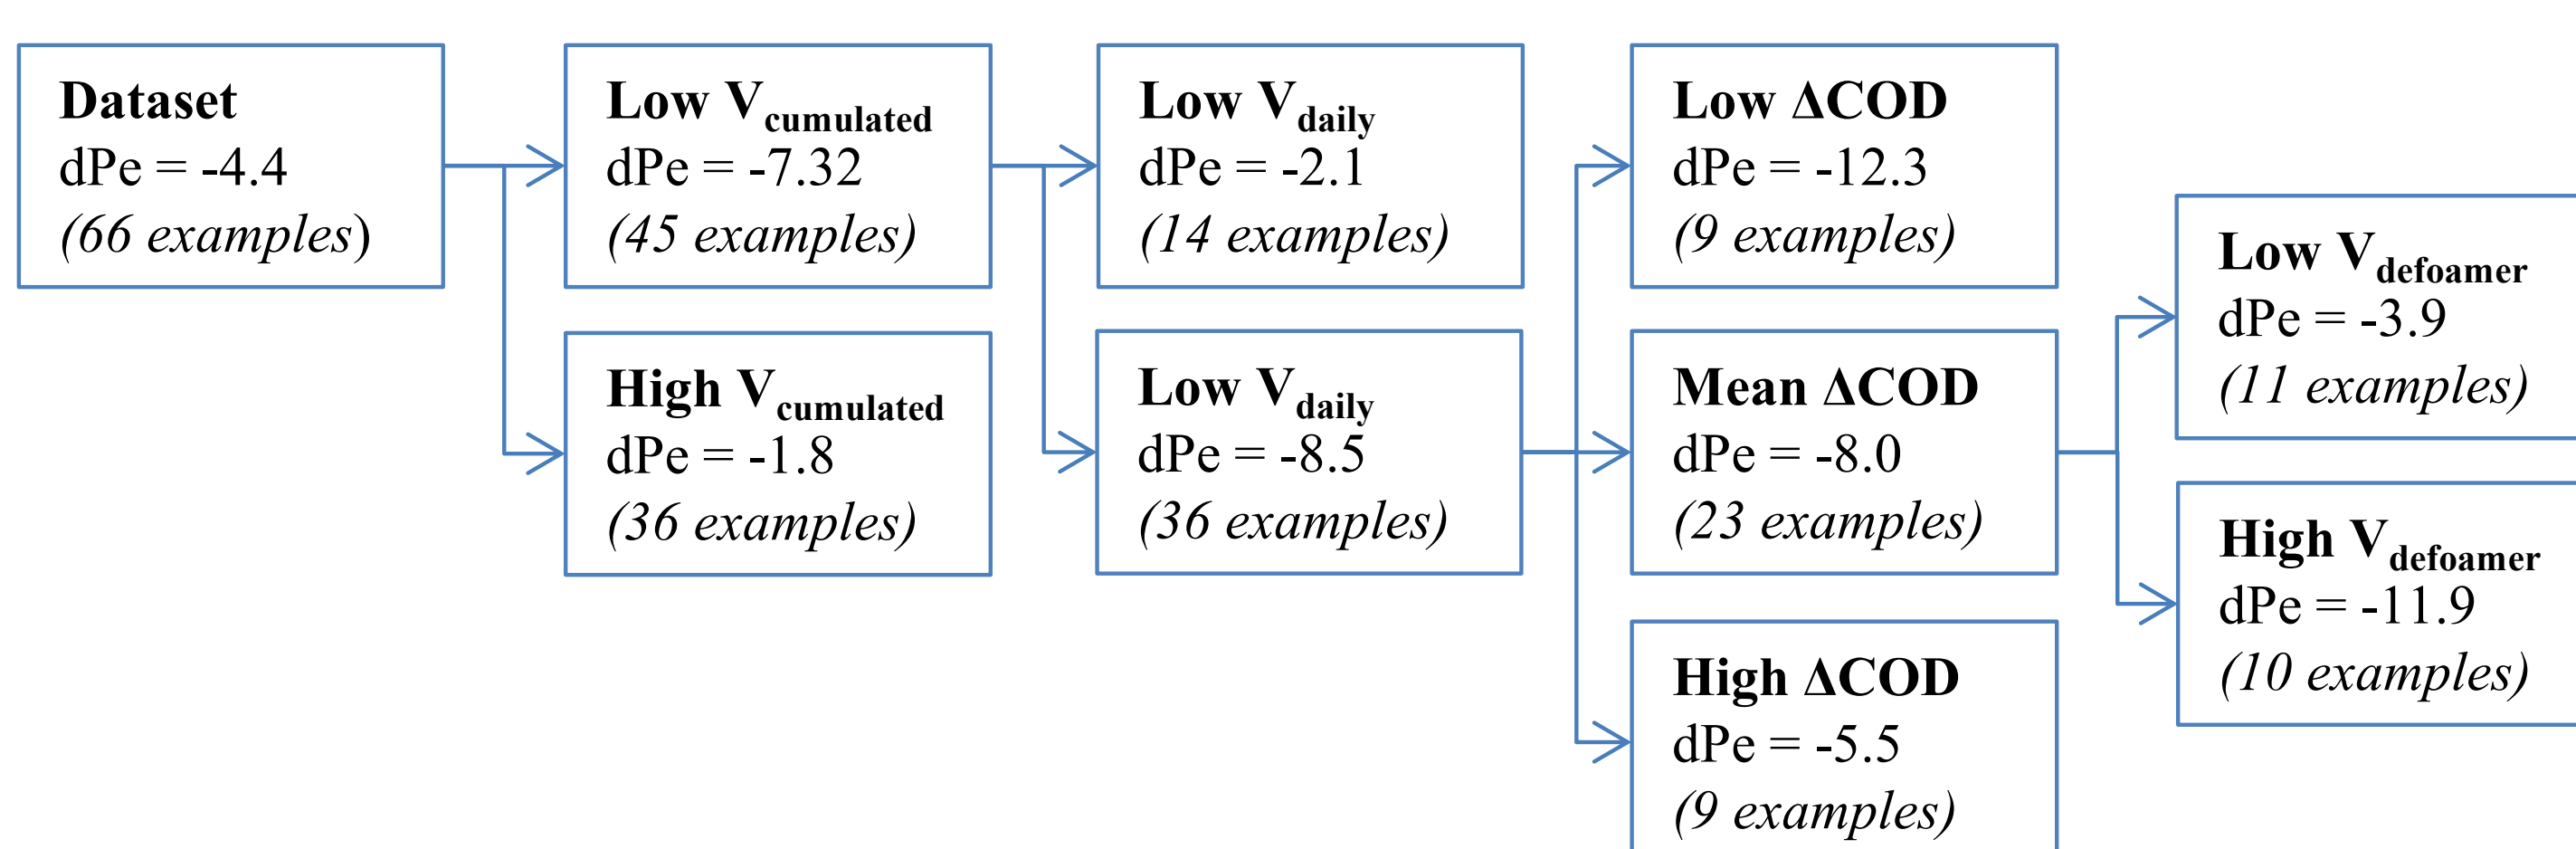 Dataset
dPe = -4.4
(66 examples)
Low Vcumulated
dPe = -7.32
(45 examples)
High Vcumulated
dPe = -1.8
(36 examples)
Low Vdaily
dPe = -2.1
(14 examples)
Low Vdaily
dPe = -8.5
(36 examples)
Low ΔCOD
dPe = -12.3
(9 examples)
Mean ΔCOD
dPe = -8.0
(23 examples)
High ΔCOD
dPe = -5.5
(9 examples)
Low Vdefoamer
dPe = -3.9
(11 examples)
High Vdefoamer
dPe = -11.9
(10 examples)